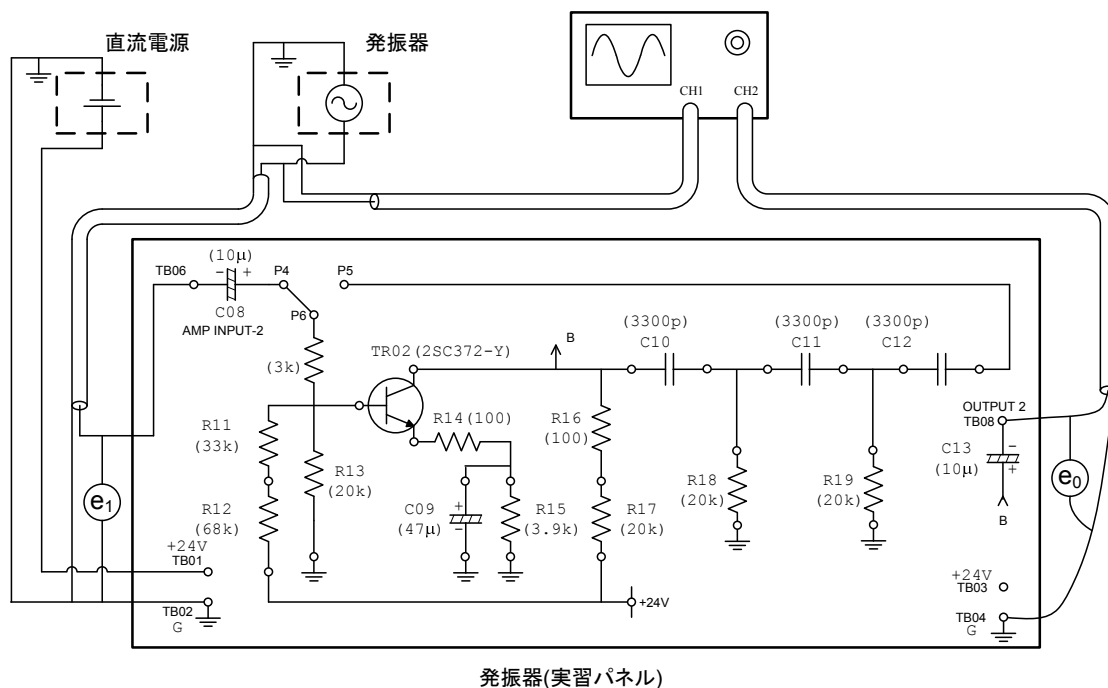 直流電源
発振器
CH1
CH2
(10μ)
TB06
- +
P4
P5
C08
AMP INPUT-2
P6
(3k)
TR02(2SC372-Y)
B
(3300p)
C10
(3300p)
C11
(3300p)
C12
R11
(33k)
R14(100)
R16
(100)
OUTPUT 2
TB08
C13
(10μ)
-
+
B
e0
e1
R12
(68k)
R13
(20k)
C09
(47μ)
+
-
R15
(3.9k)
R17
(20k)
R18
(20k)
R19
(20k)
+24V
TB01
TB02
G
+24V
+24V
TB03
TB04
G
発振器(実習パネル)